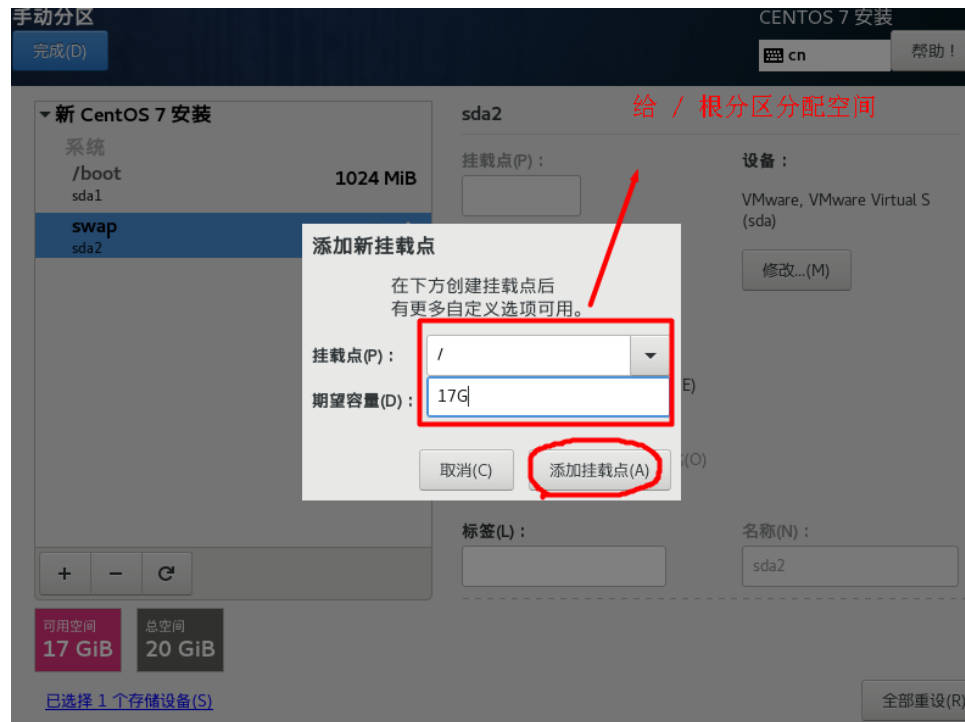 手动分区
CENTOS 7 安装
完成(D)
cn
帮助！
新 CentOS 7 安装
系统
/boot
1024 MiB
sda1
swap
sda2
sda2
给 / 根分区分配空间
挂载点(P)：
设备：
VMware, VMware Virtual S
(sda)
修改...(M)
添加新挂载点
在下方创建挂载点后
有更多自定义选项可用。
挂载点(P)：
/
期望容量(D)：
17G
E)
取消(C)
添加挂载点(A)
(O)
标签(L)：
名称(N)：
sda2
+ −
可用空间
17 GiB
总空间
20 GiB
已选择 1 个存储设备(S)
全部重设(R)